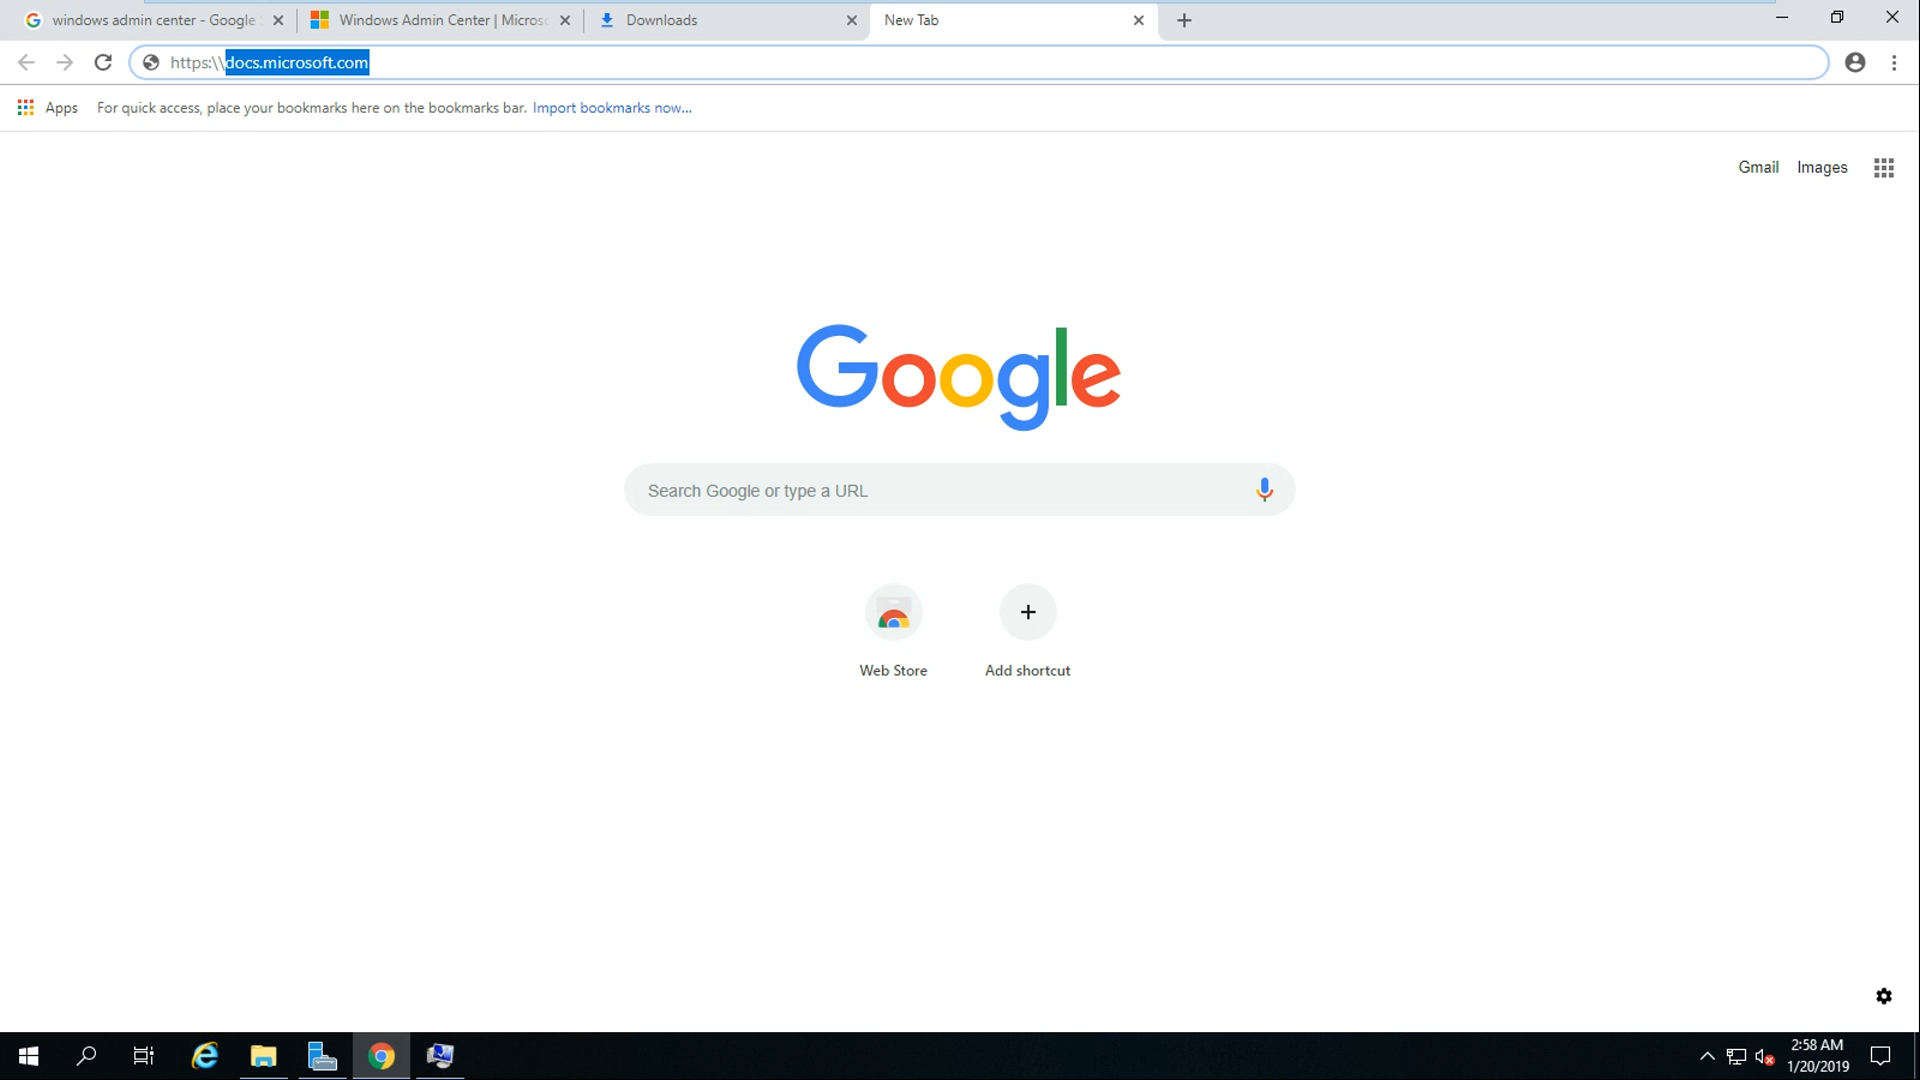 windows admin center - Google
Windows Admin Center | Micros
Downloads
New Tab
https:\\docs.microsoft.com
Apps
For quick access, place your bookmarks here on the bookmarks bar. Import bookmarks now...
Gmail
Images
Google
Search Google or type a URL
Web Store
Add shortcut
2:58 AM
1/20/2019